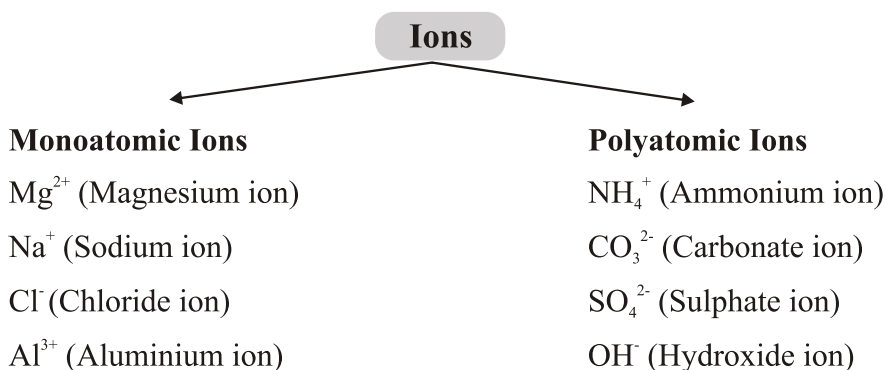 Ions
Monoatomic Ions
Mg²⁺ (Magnesium ion)
Na⁺ (Sodium ion)
Cl⁻ (Chloride ion)
Al³⁺ (Aluminium ion)
Polyatomic Ions
NH₄⁺ (Ammonium ion)
CO₃²⁻ (Carbonate ion)
SO₄²⁻ (Sulphate ion)
OH⁻ (Hydroxide ion)